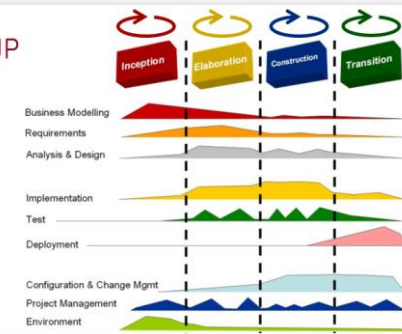 UP
Inception
Elaboration
Construction
Transition
Business Modelling
Requirements
Analysis & Design
Implementation
Test
Deployment
Configuration & Change Mgmt
Project Management
Environment